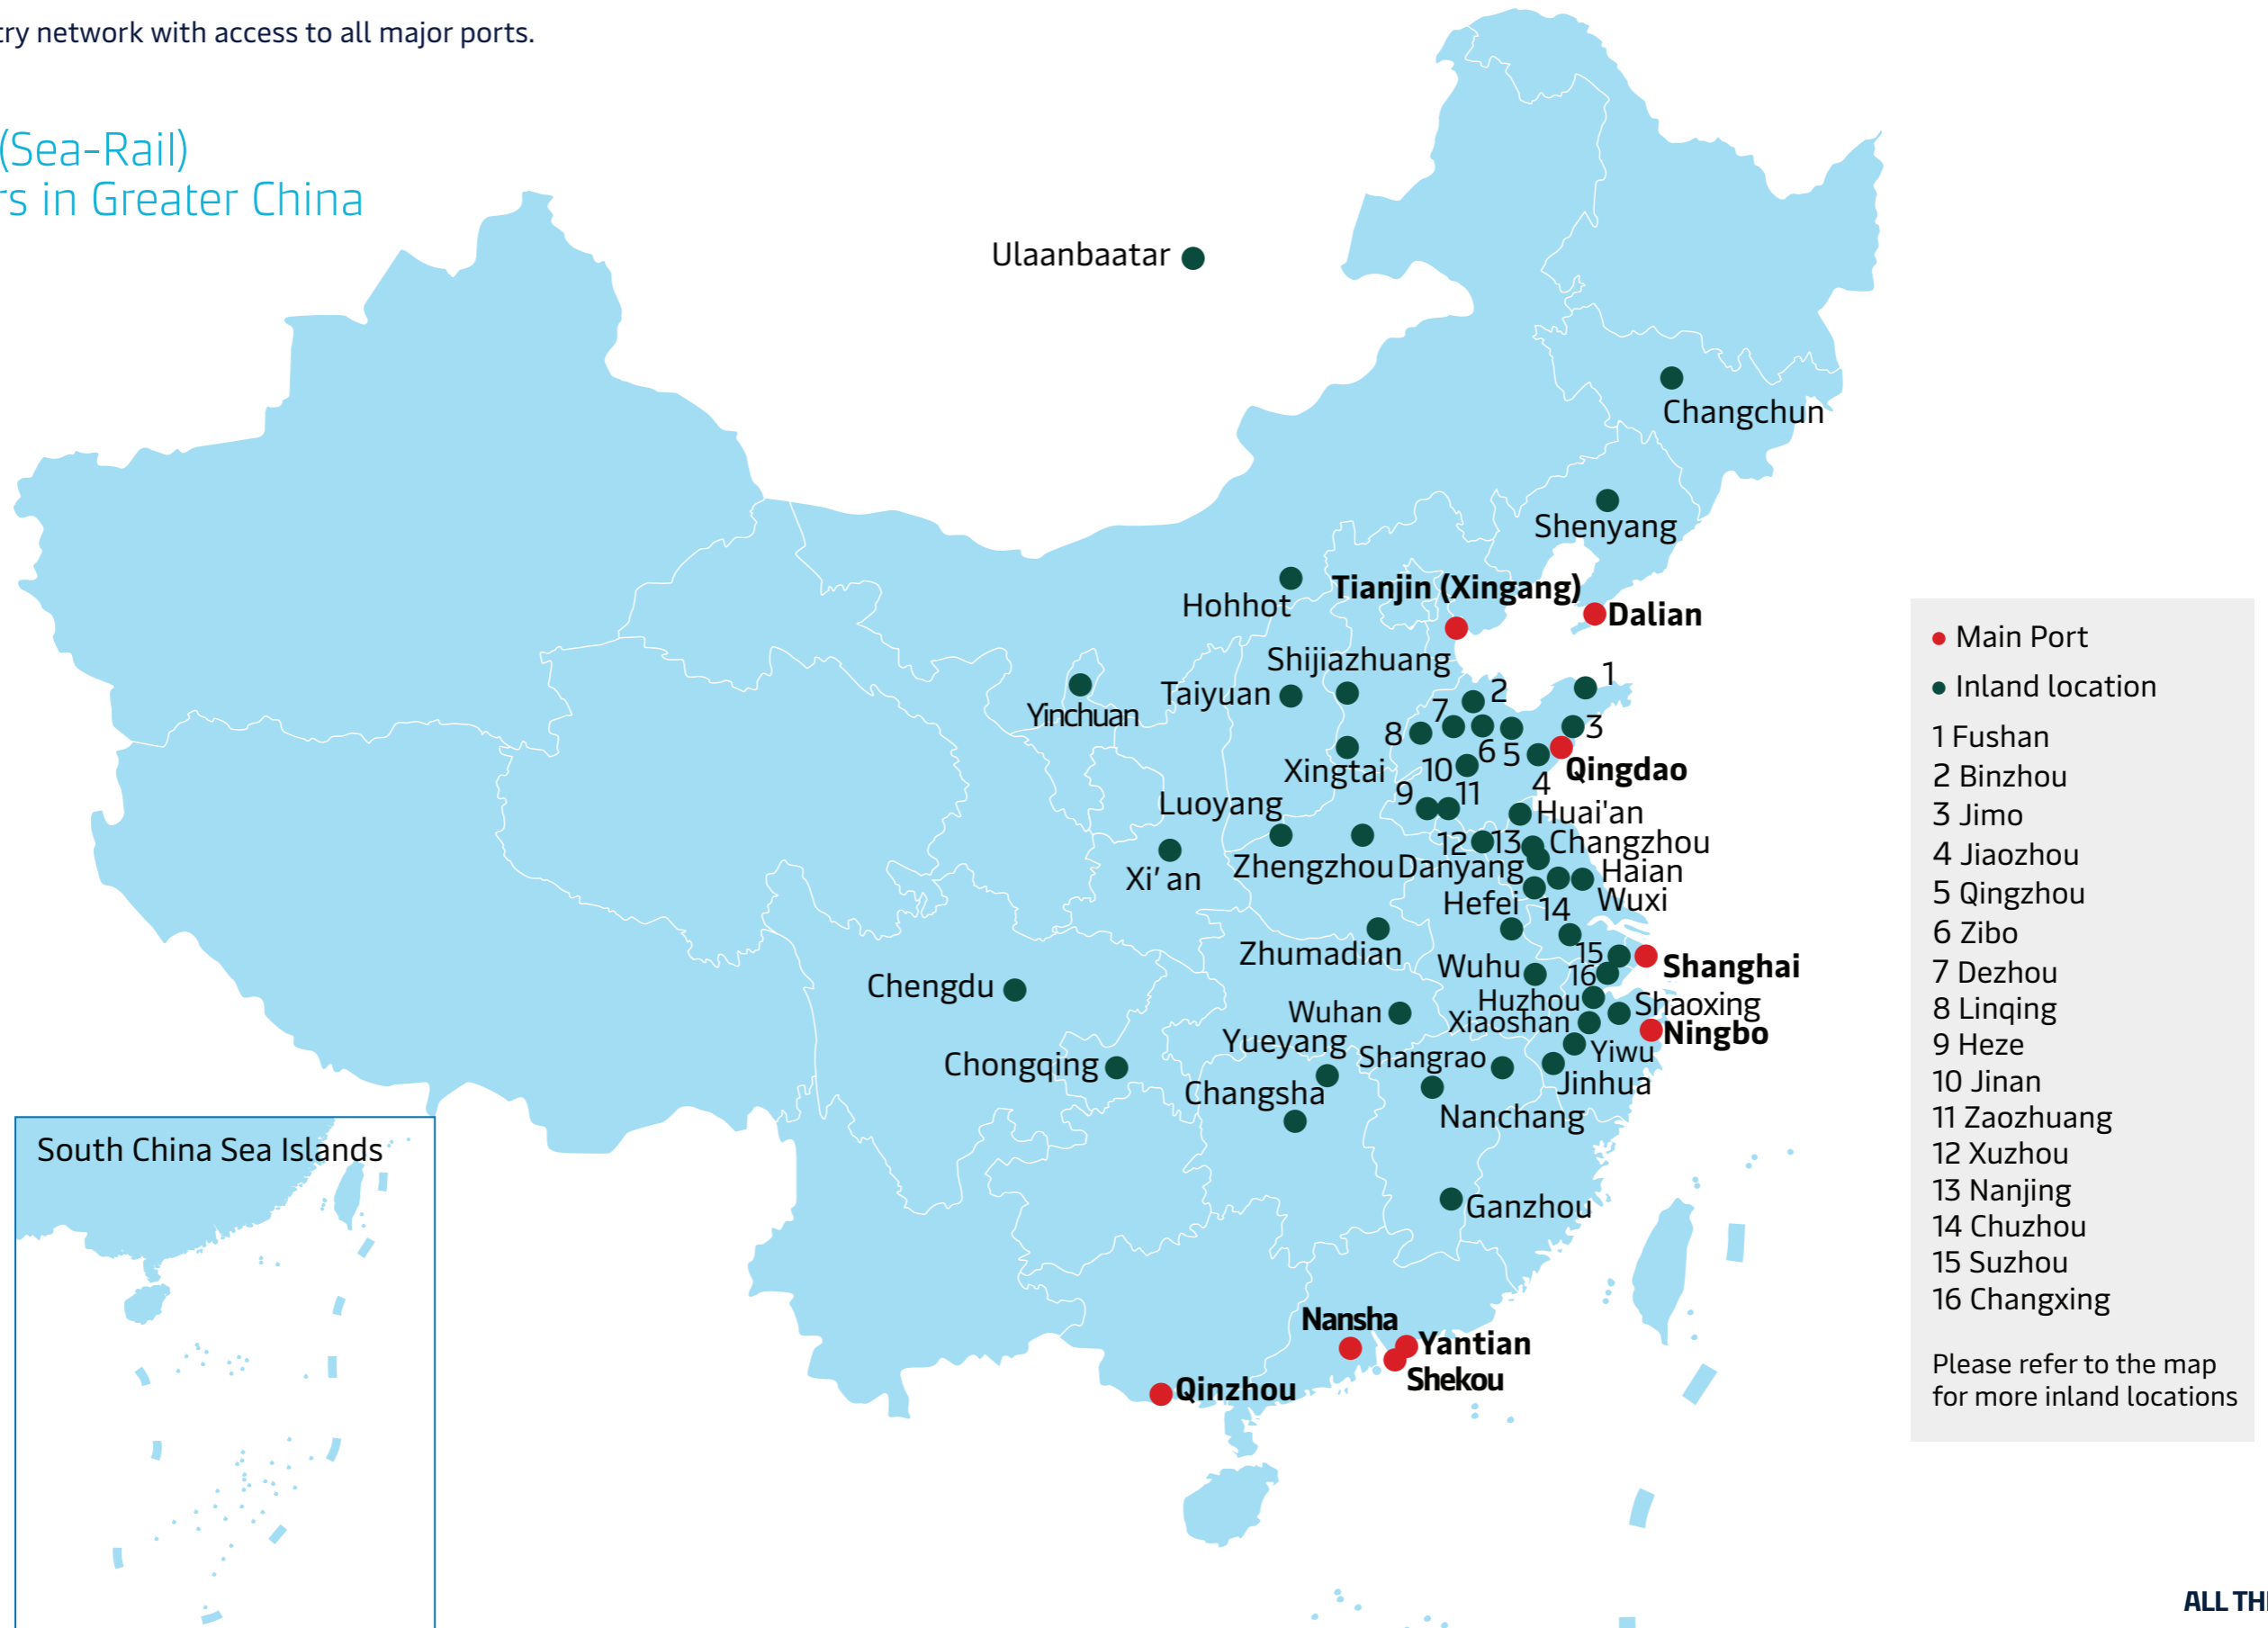 try network with access to all major ports.
(Sea-Rail)
rs in Greater China
Ulaanbaatar
Changchun
Shenyang
Hohhot
Tianjin (Xingang)
Dalian
Shijiazhuang
Taiyuan
Yinchuan
1
2
7
3
8
6
5
Xingtai
10
Qingdao
4
9
11
Luoyang
Huai'an
12
13
Changzhou
Xi' an
Zhengzhou
Danyang
Haian
Hefei
14
Wuxi
Zhumadian
15
Wuhu
16
Shanghai
Chengdu
Huzhou
Shaoxing
Wuhan
Xiaoshan
Ningbo
Yueyang
Shangrao
Yiwu
Chongqing
Changsha
Jinhua
Nanchang
South China Sea Islands
Ganzhou
Nansha
Yantian
Shekou
Qinzhou
Main Port
Inland location
1 Fushan
2 Binzhou
3 Jimo
4 Jiaozhou
5 Qingzhou
6 Zibo
7 Dezhou
8 Linqing
9 Heze
10 Jinan
11 Zaozhuang
12 Xuzhou
13 Nanjing
14 Chuzhou
15 Suzhou
16 Changxing
Please refer to the map
for more inland locations
ALL TH